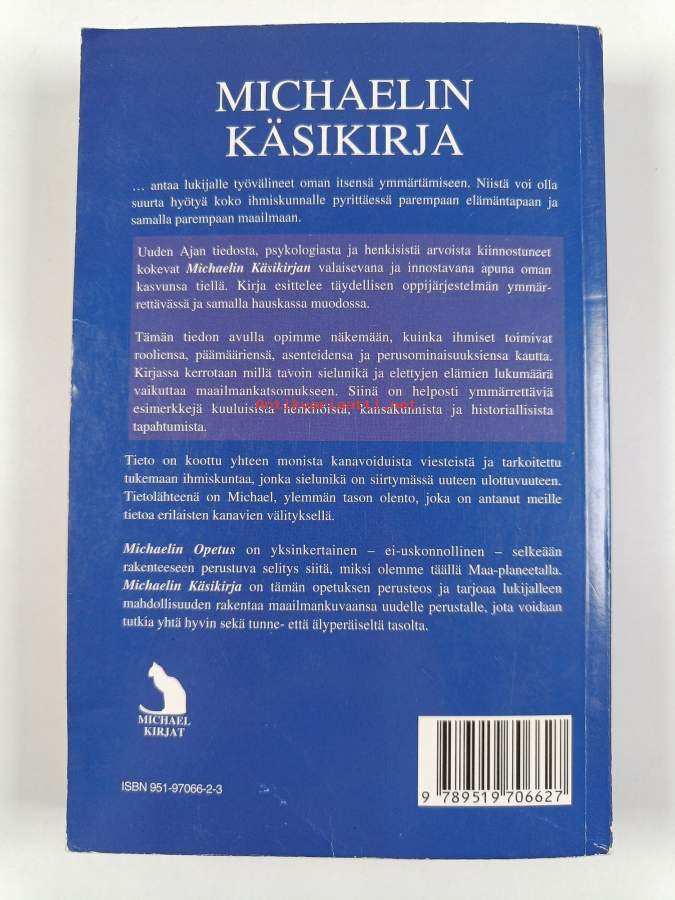 MICHAELIN
KÄSIKIRJA
... antaa lukijalle työvälineet oman itsensä ymmärtämiseen. Niistä voi olla
suurta hyötyä koko ihmiskunnalle pyrittäessä parempaan elämäntapaan ja
samalla parempaan maailmaan.
Uuden Ajan tiedosta, psykologiasta ja henkisistä arvoista kiinnostuneet
kokevat Michaelin Käsikirjan valaisevana ja innostavana apuna oman
kasvunsa tiellä. Kirja esittelee täydellisen oppijärjestelmän ymmär-
rettävässä ja samalla hauskassa muodossa.
Tämän tiedon avulla opimme näkemään, kuinka ihmiset toimivat
rooliensa, päämääriensä, asenteidensa ja perusominaisuuksiensa kautta.
Kirjassa kerrotaan millä tavoin sielunikä ja elettyjen elämien lukumäärä
vaikuttaa maailmankatsomukseen. Siinä on helposti ymmärrettäviä
esimerkkejä kuuluisista henkilöistä, kansakunnista ja historiallisista
Antikvariaatti.net
tapahtumista.
Tieto on koottu yhteen monista kanavoiduista viesteistä ja tarkoitettu
tukemaan ihmiskuntaa, jonka sielunikä on siirtymässä uuteen ulottuvuuteen.
Tietolähteenä on Michael, ylemmän tason olento, joka on antanut meille
tietoa erilaisten kanavien välityksellä.
Michaelin Opetus on yksinkertainen – ei-uskonnollinen – selkeään
rakenteeseen perustuva selitys siitä, miksi olemme täällä Maa-planeetalla.
Michaelin Käsikirja on tämän opetuksen perusteos ja tarjoaa lukijalleen
mahdollisuuden rakentaa maailmankuvaansa uudelle perustalle, jota voidaan
tutkia yhtä hyvin sekä tunne- että älyperäiseltä tasolta.
MICHAEL
KIRJAT
ISBN 951-97066-2-3
9 789519 706627